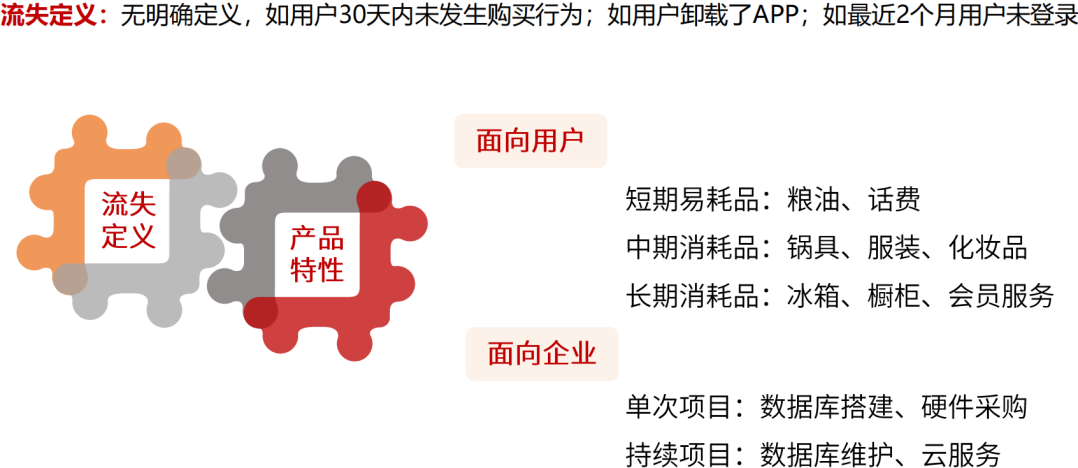 流失定义：无明确定义，如用户30天内未发生购买行为；如用户卸载了APP；如最近2个月用户未登录
流失
定义
产品
特性
面向用户
短期易耗品：粮油、话费
中期消耗品：锅具、服装、化妆品
长期消耗品：冰箱、橱柜、会员服务
面向企业
单次项目：数据库搭建、硬件采购
持续项目：数据库维护、云服务